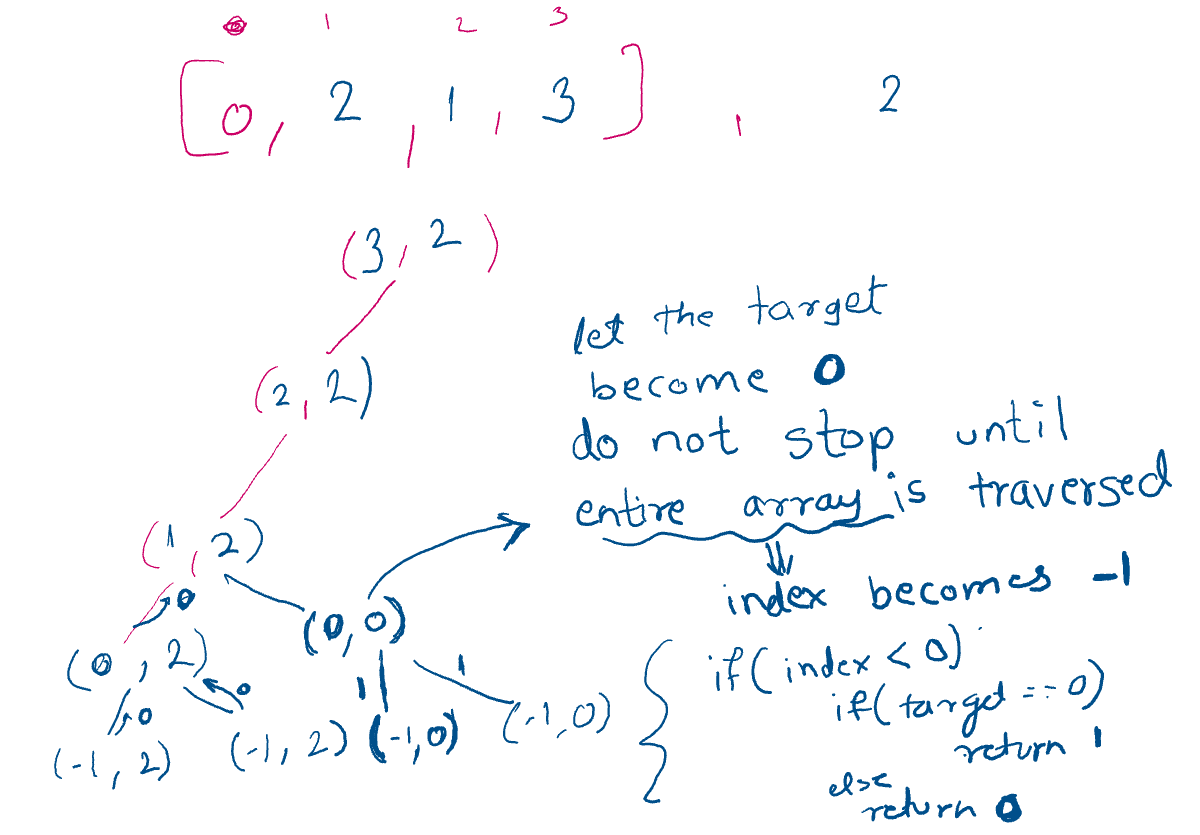 0 1 2 3
[0, 2, 1, 3] , 2
(3, 2)
(2, 2)
(1, 2)
0
(0, 2)
0
0
(-1, 2)
(-1, 2)
(0, 0)
1
1
(-1, 0)
(-1, 0)
let the target
become 0
do not stop until
entire array is traversed
index becomes -1
if(index < 0)
if(target == 0)
return 1
else
return 0